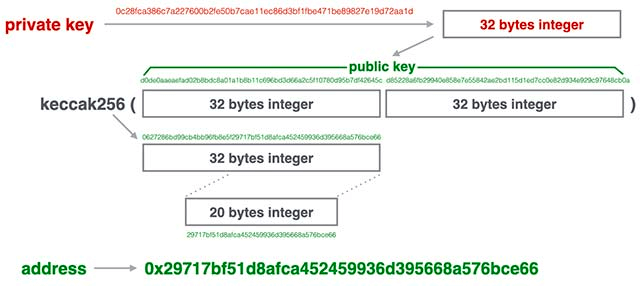 0c28fca386c7a227600b2fe50b7cae11ec86d3bf1fbe471be89827e19d72aa1d
private key
32 bytes integer
public key
d0de0aaeaefad02b8bdc8a01a1b8b11c696bd3d66a2c5f10780d95b7df42645c d85228a6fb29940e858e7e55842ae2bd115d1ed7cc0e82d934e929c97648cb0a
keccak256 ( 32 bytes integer 32 bytes integer )
0627286bd99cb4bb96fb8e5f29717bf51d8afca452459936d395668a576bce66
32 bytes integer
20 bytes integer
29717bf51d8afca452459936d395668a576bce66
address 0x29717bf51d8afca452459936d395668a576bce66